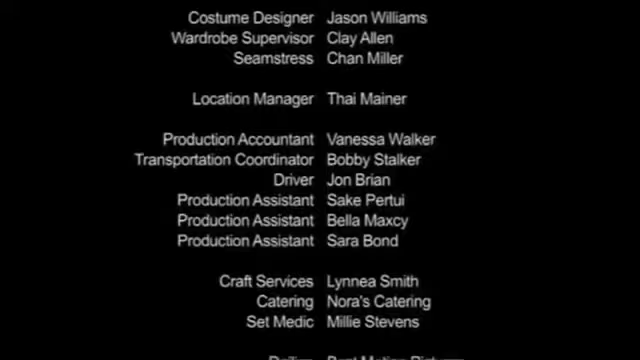 Costume Designer Jason Williams
Wardrobe Supervisor Clay Allen
Seamstress Chan Miller
Location Manager Thai Mainer
Production Accountant Vanessa Walker
Transportation Coordinator Bobby Stalker
Driver Jon Brian
Production Assistant Sake Pertui
Production Assistant Bella Maxcy
Production Assistant Sara Bond
Craft Services Lynnea Smith
Catering Nora's Catering
Set Medic Millie Stevens